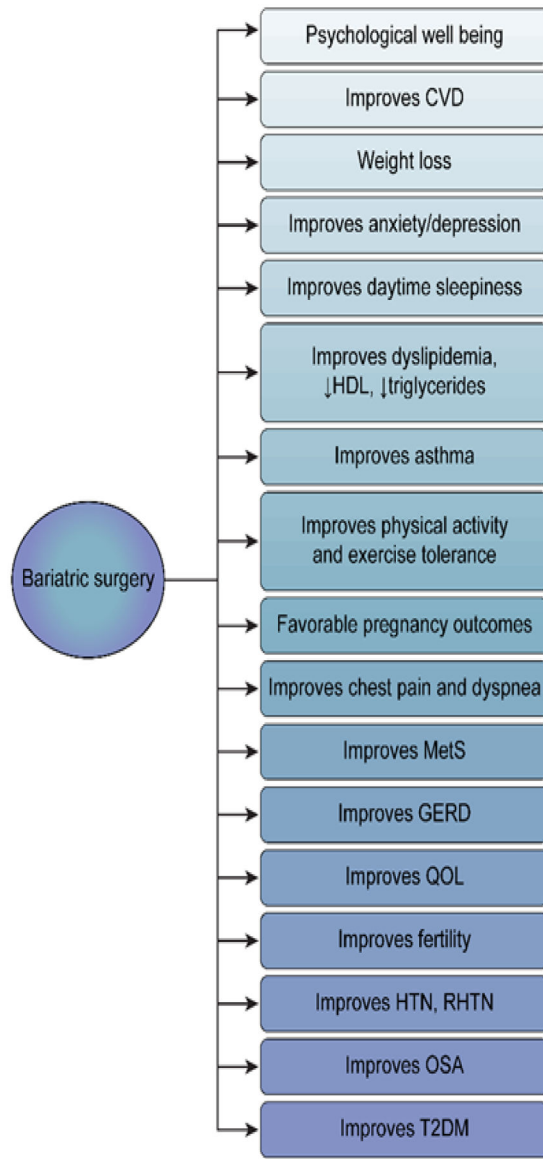 Psychological well being
Improves CVD
Weight loss
Improves anxiety/depression
Improves daytime sleepiness
Improves dyslipidemia,
↓HDL, ↓triglycerides
Improves asthma
Improves physical activity
and exercise tolerance
Bariatric surgery
Favorable pregnancy outcomes
Improves chest pain and dyspnea
Improves MetS
Improves GERD
Improves QOL
Improves fertility
Improves HTN, RHTN
Improves OSA
Improves T2DM